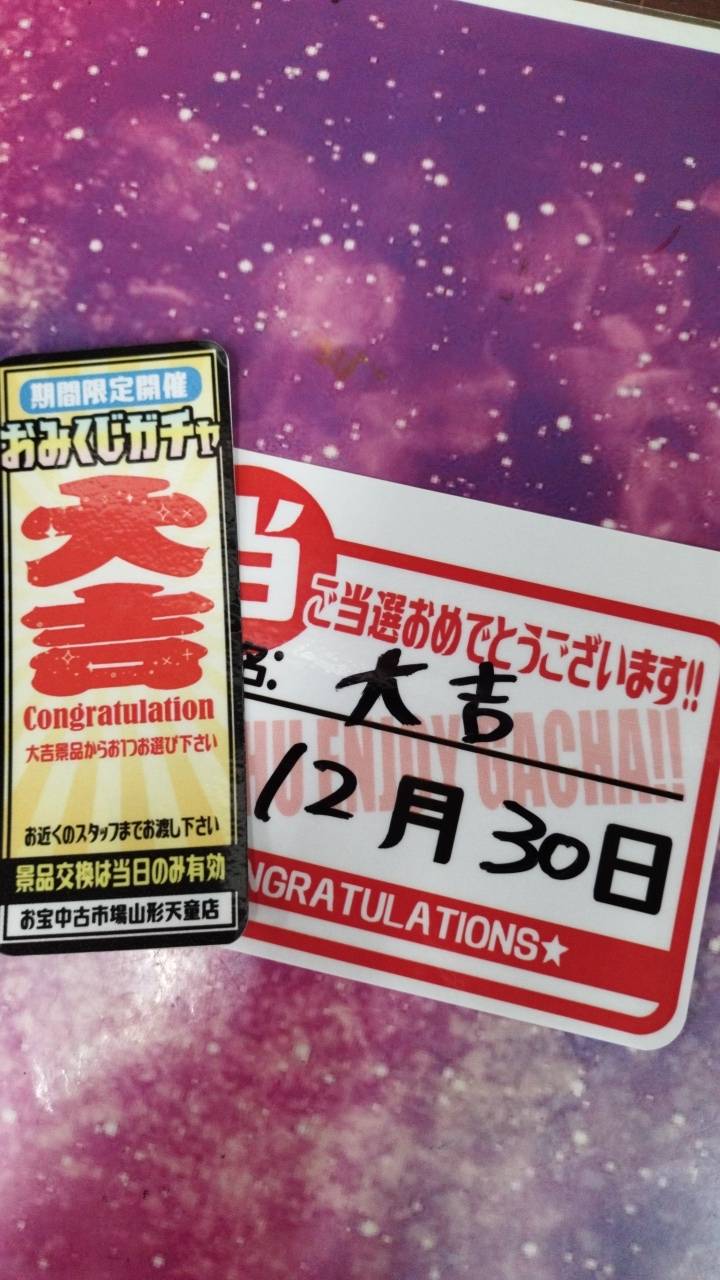 期間限定開催
おみくじガチャ
大吉
Congratulation
大吉景品からお1つお選び下さい
お近くのスタッフまでお渡し下さい
景品交換は当日のみ有効
お宝中古市場山形天童店
当
ご当選おめでとうございます!!
名: 大吉
ENJOY GACHA!!
12月30日
NGRATULATIONS★